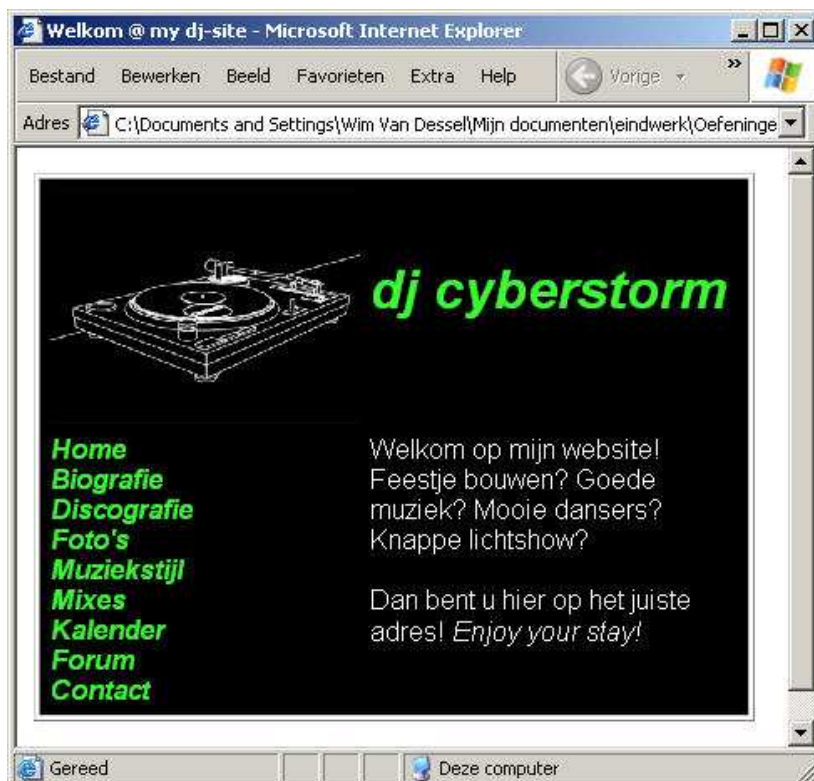 Welkom @ my dj-site - Microsoft Internet Explorer
Bestand Bewerken Beeld Favorieten Extra Help Vorige »
Adres C:\Documents and Settings\Wim Van Dessel\Mijn documenten\eindwerk\Oefeninge
dj cyberstorm
Home
Biografie
Discografie
Foto's
Muziekstijl
Mixes
Kalender
Forum
Contact
Welkom op mijn website!
Feestje bouwen? Goede
muziek? Mooie dansers?
Knappe lichtshow?
Dan bent u hier op het juiste
adres! Enjoy your stay!
Gereed
Deze computer